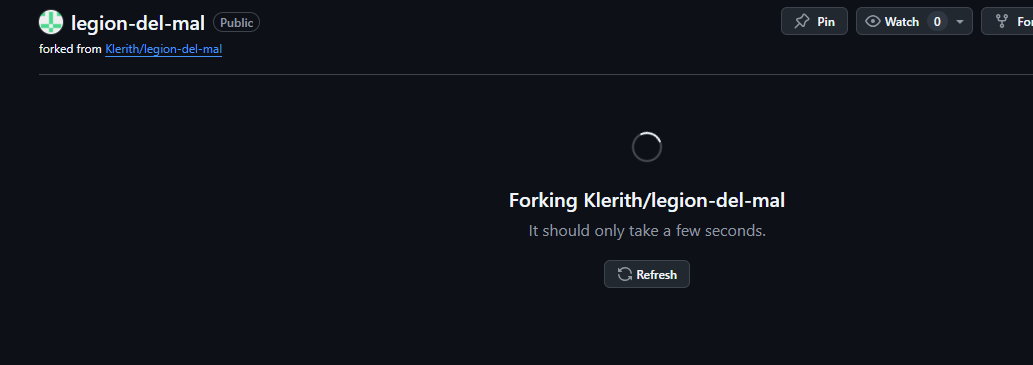 legion-del-mal Public
Pin Watch 0
forked from Klerith/legion-del-mal
Forking Klerith/legion-del-mal
It should only take a few seconds.
Refresh